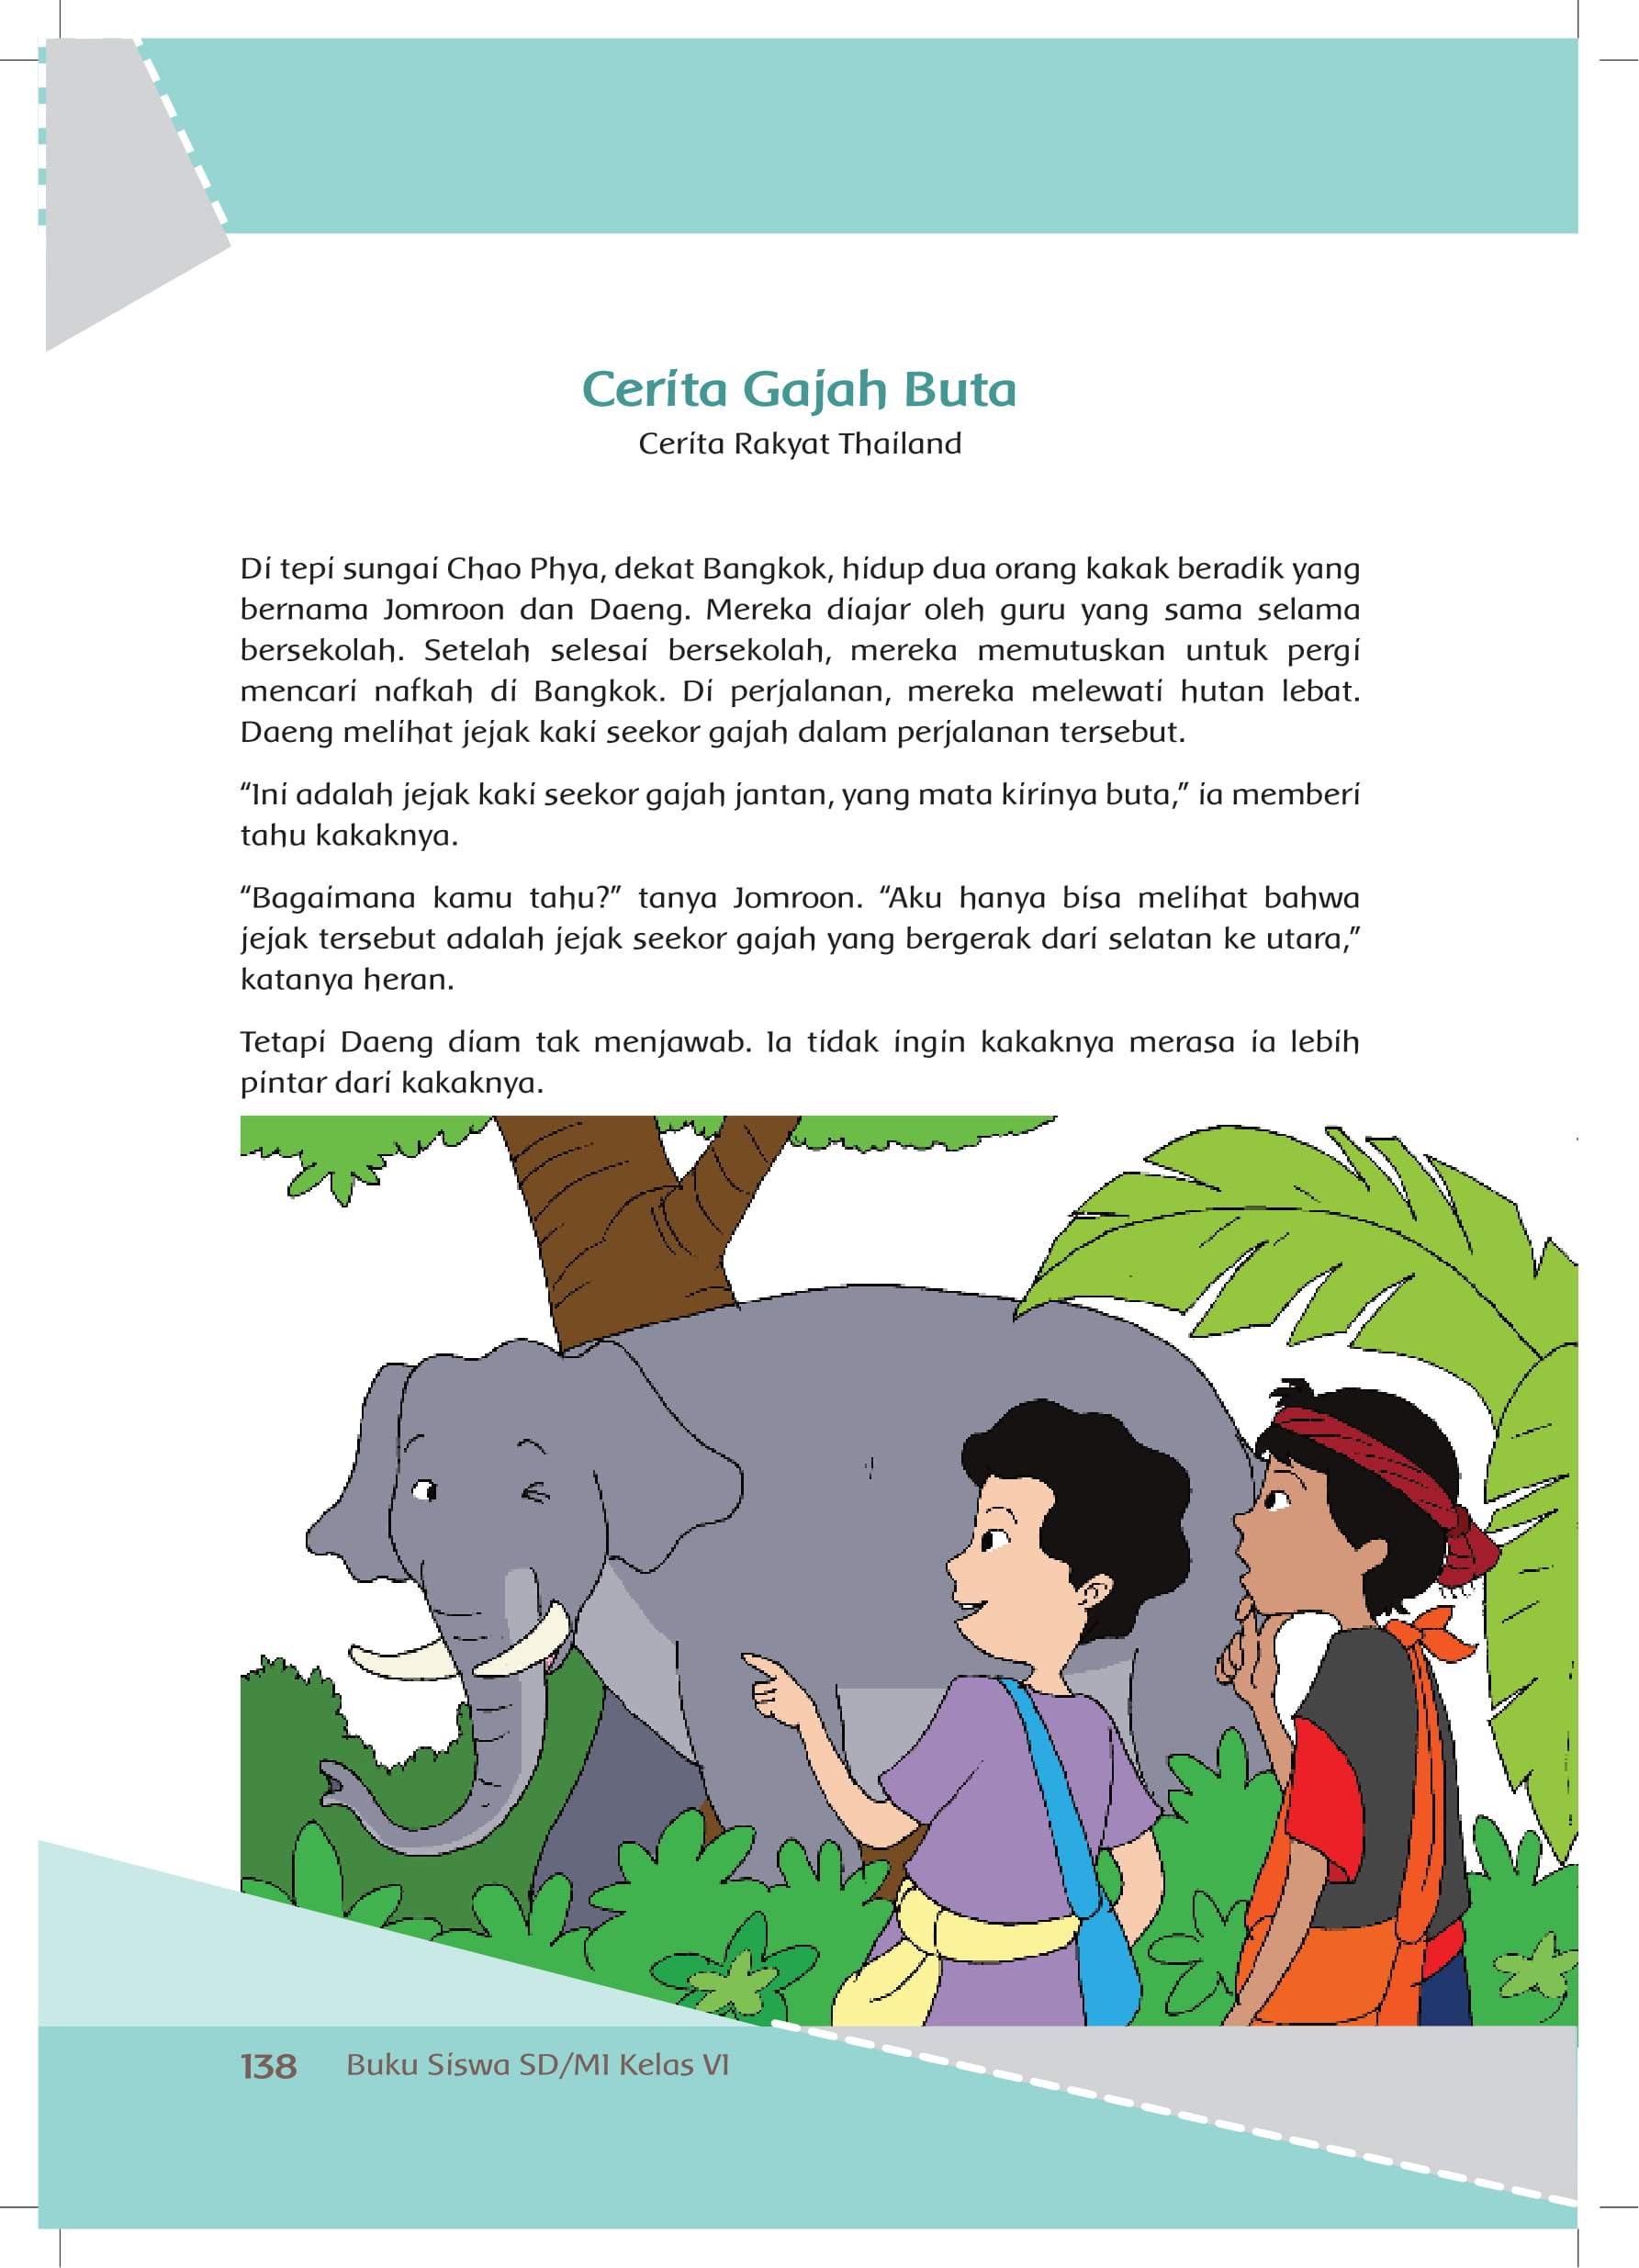 Cerita Gajah Buta
Cerita Rakyat Thailand
Di tepi sungai Chao Phya, dekat Bangkok, hidup dua orang kakak beradik yang
bernama Jomroon dan Daeng. Mereka diajar oleh guru yang sama selama
bersekolah. Setelah selesai bersekolah, mereka memutuskan untuk pergi
mencari nafkah di Bangkok. Di perjalanan, mereka melewati hutan lebat.
Daeng melihat jejak kaki seekor gajah dalam perjalanan tersebut.
“Ini adalah jejak kaki seekor gajah jantan, yang mata kirinya buta,” ia memberi
tahu kakaknya.
“Bagaimana kamu tahu?” tanya Jomroon. “Aku hanya bisa melihat bahwa
jejak tersebut adalah jejak seekor gajah yang bergerak dari selatan ke utara,”
katanya heran.
Tetapi Daeng diam tak menjawab. Ia tidak ingin kakaknya merasa ia lebih
pintar dari kakaknya.
138 Buku Siswa SD/MI Kelas VI